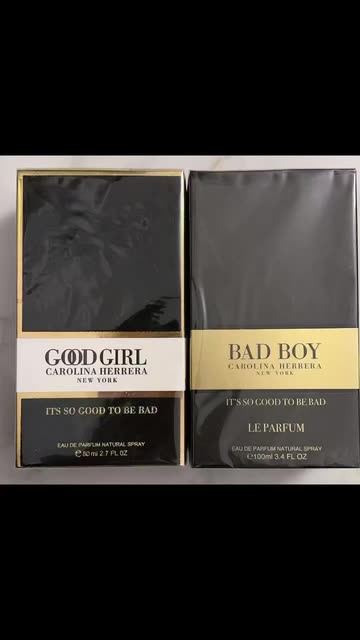 GOOD GIRL
CAROLINA HERRERA
NEW YORK
IT'S SO GOOD TO BE BAD
EAU DE PARFUM NATURAL SPRAY
℮ 80 ml 2.7 FL OZ
BAD BOY
CAROLINA HERRERA
NEW YORK
IT'S SO GOOD TO BE BAD
LE PARFUM
EAU DE PARFUM NATURAL SPRAY
℮100ml 3.4 FL OZ